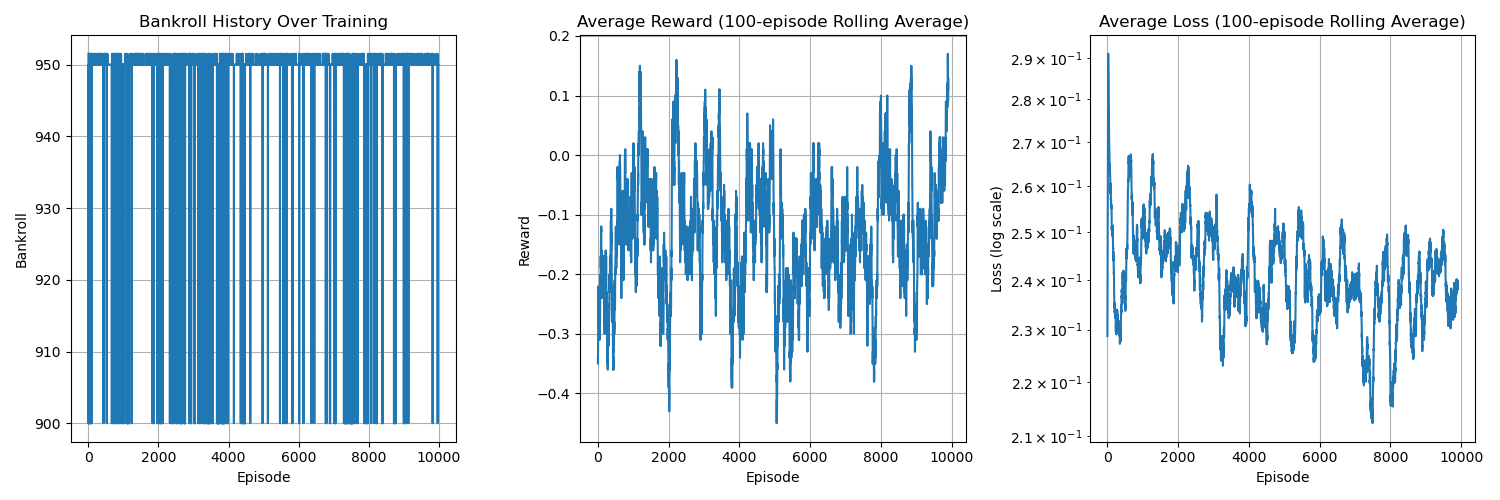 Bankroll History Over Training
950
940
930
920
910
900
Bankroll
0
2000
4000
6000
8000
10000
Episode
Average Reward (100-episode Rolling Average)
0.2
0.1
0.0
−0.1
−0.2
−0.3
−0.4
Reward
0
2000
4000
6000
8000
10000
Episode
Average Loss (100-episode Rolling Average)
2.9 × 10⁻¹
2.8 × 10⁻¹
2.7 × 10⁻¹
2.6 × 10⁻¹
2.5 × 10⁻¹
2.4 × 10⁻¹
2.3 × 10⁻¹
2.2 × 10⁻¹
2.1 × 10⁻¹
Loss (log scale)
0
2000
4000
6000
8000
10000
Episode